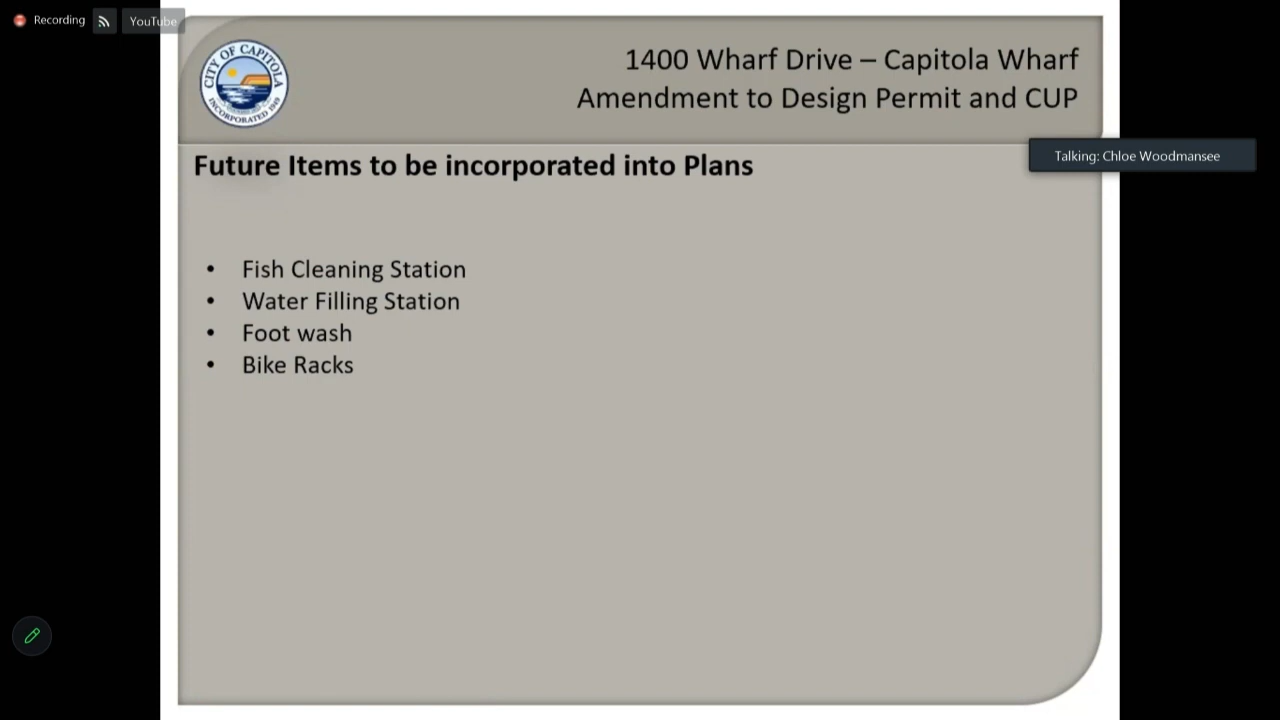 Recording
YouTube
CITY OF CAPITOLA
INCORPORATED 1949
1400 Wharf Drive – Capitola Wharf
Amendment to Design Permit and CUP
Talking: Chloe Woodmansee
Future Items to be incorporated into Plans
• Fish Cleaning Station
• Water Filling Station
• Foot wash
• Bike Racks